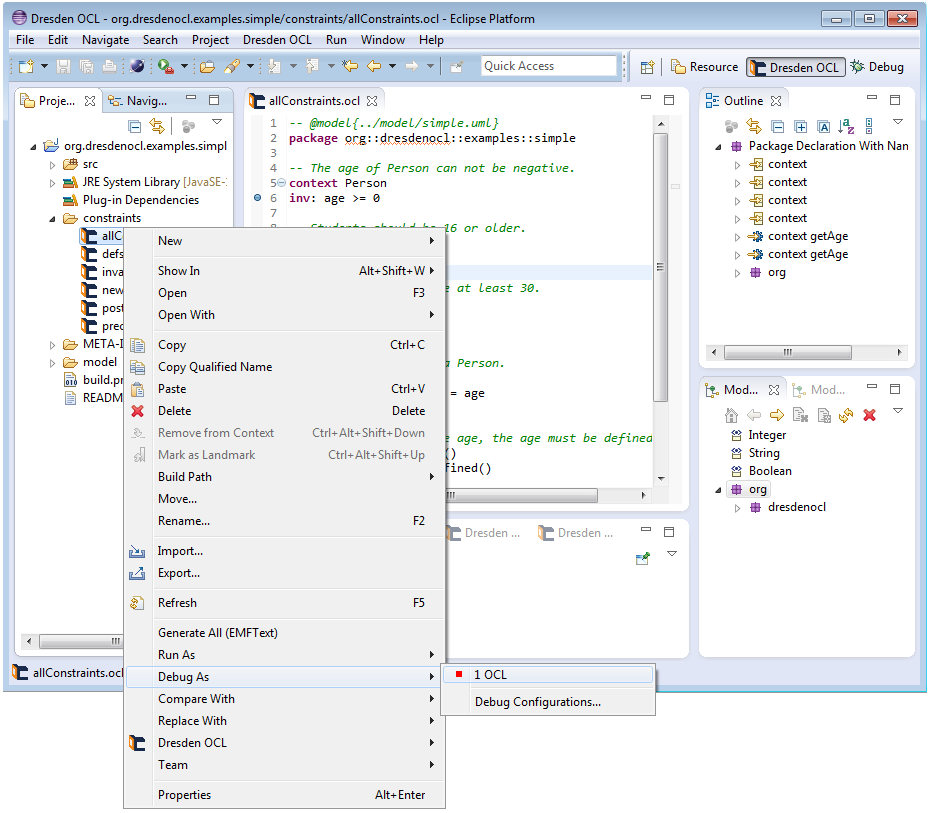 Dresden OCL - org.dresdenocl.examples.simple/constraints/allConstraints.ocl - Eclipse Platform
File Edit Navigate Search Project Dresden OCL Run Window Help
Quick Access
Resource
Dresden OCL
Debug
Proje...
Navig...
org.dresdenocl.examples.simpl
src
JRE System Library [JavaSE-
Plug-in Dependencies
constraints
allC
defs
inva
new
post
prec
META-I
model
build.pr
READM
allConstraints.ocl
1 -- @model{../model/simple.uml}
2 package org::dresdenocl::examples::simple
3
4 -- The age of Person can not be negative.
5 context Person
6 inv: age >= 0
7
Students should be 16 or older.
e at least 30.
a Person.
= age
e age, the age must be defined
()
fined()
Outline
Package Declaration With Nan
context
context
context
context
context getAge
context getAge
org
Mod...
Mod...
Integer
String
Boolean
org
dresdenocl
Dresden ...
Dresden ...
allConstraints.ocl
New
Show In Alt+Shift+W
Open F3
Open With
Copy Ctrl+C
Copy Qualified Name
Paste Ctrl+V
Delete Delete
Remove from Context Ctrl+Alt+Shift+Down
Mark as Landmark Ctrl+Alt+Shift+Up
Build Path
Move...
Rename... F2
Import...
Export...
Refresh F5
Generate All (EMFText)
Run As
Debug As
Compare With
Replace With
Dresden OCL
Team
Properties Alt+Enter
1 OCL
Debug Configurations...